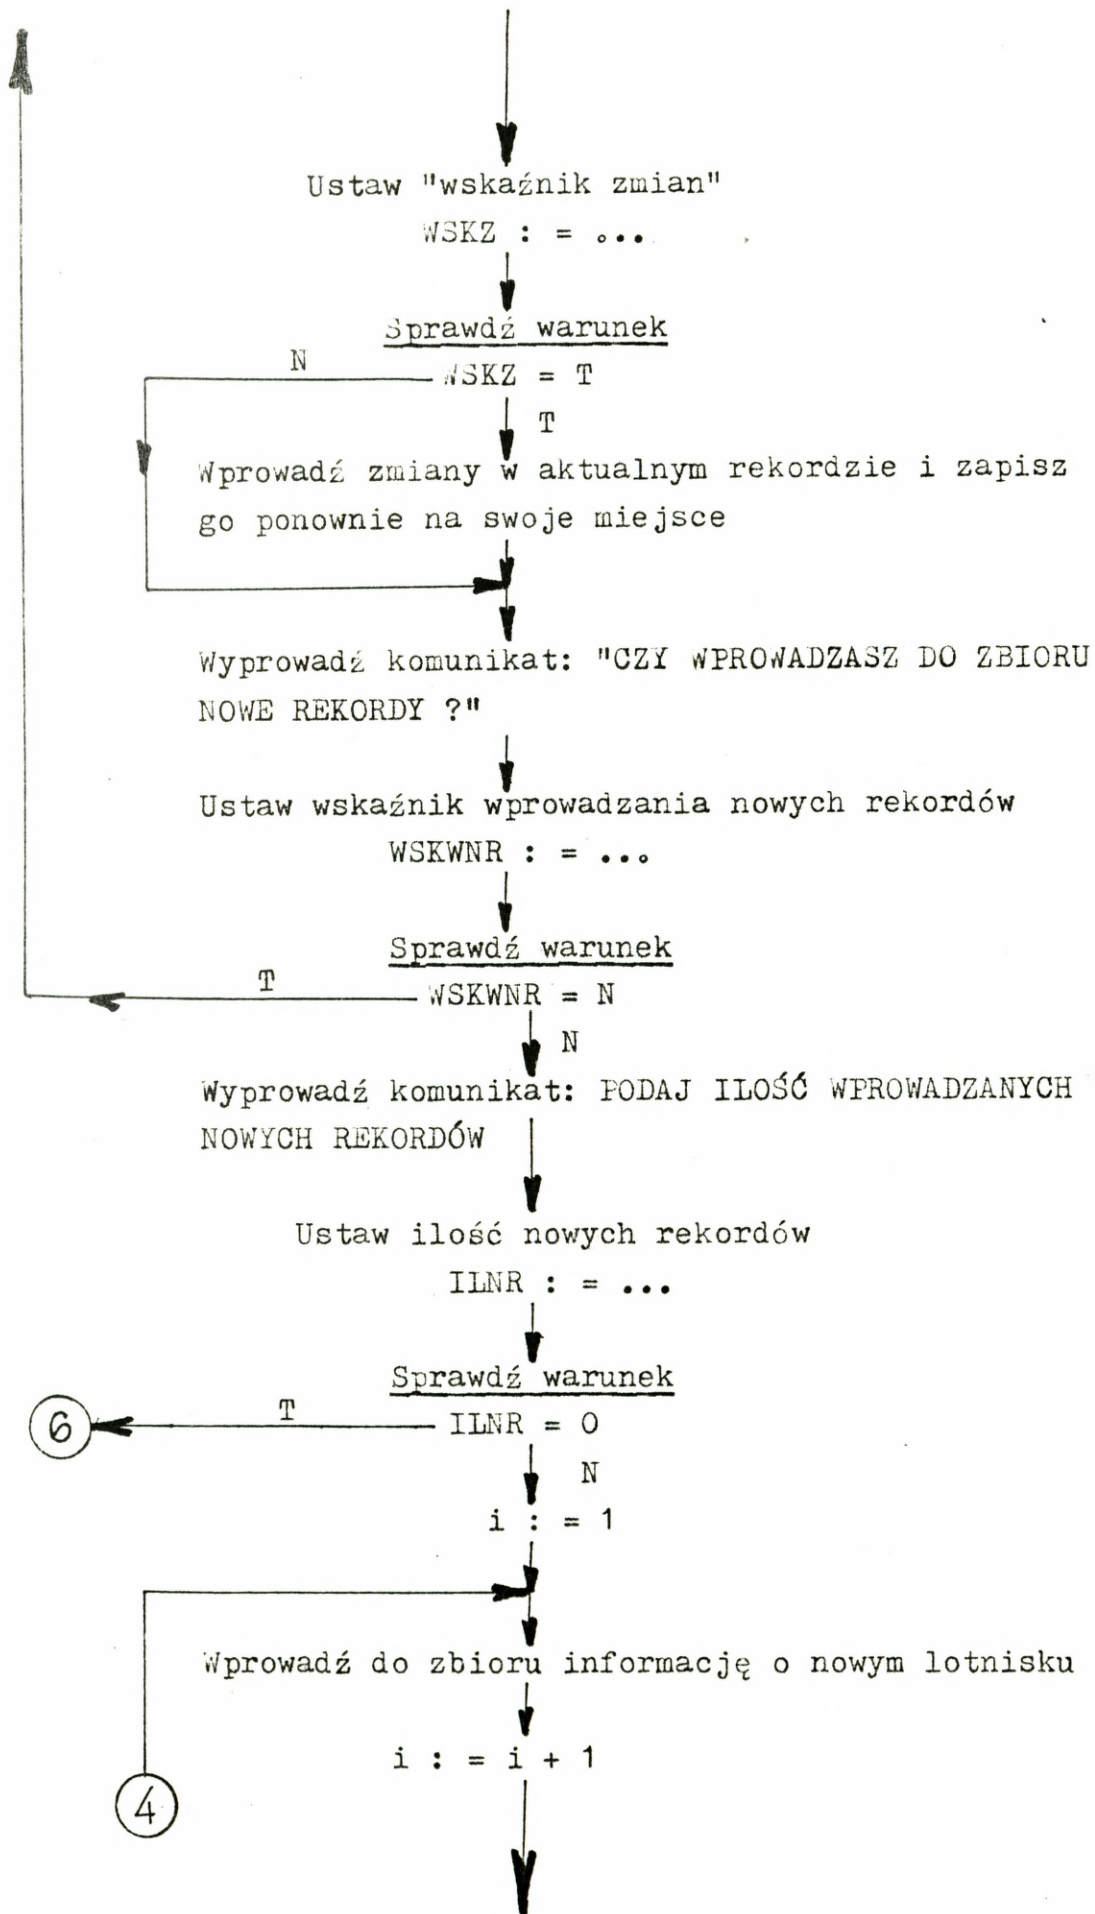 Ustaw "wskaźnik zmian"
WSKZ : = ...
Sprawdź warunek
N
WSKZ = T
T
Wprowadź zmiany w aktualnym rekordzie i zapisz
go ponownie na swoje miejsce
Wyprowadź komunikat: "CZY WPROWADZASZ DO ZBIORU
NOWE REKORDY ?"
Ustaw wskaźnik wprowadzania nowych rekordów
WSKWNR : = ...
Sprawdź warunek
T
WSKWNR = N
N
Wyprowadź komunikat: PODAJ ILOŚĆ WPROWADZANYCH
NOWYCH REKORDÓW
Ustaw ilość nowych rekordów
ILNR : = ...
Sprawdź warunek
6
T
ILNR = O
N
i : = 1
Wprowadź do zbioru informację o nowym lotnisku
i : = i + 1
4